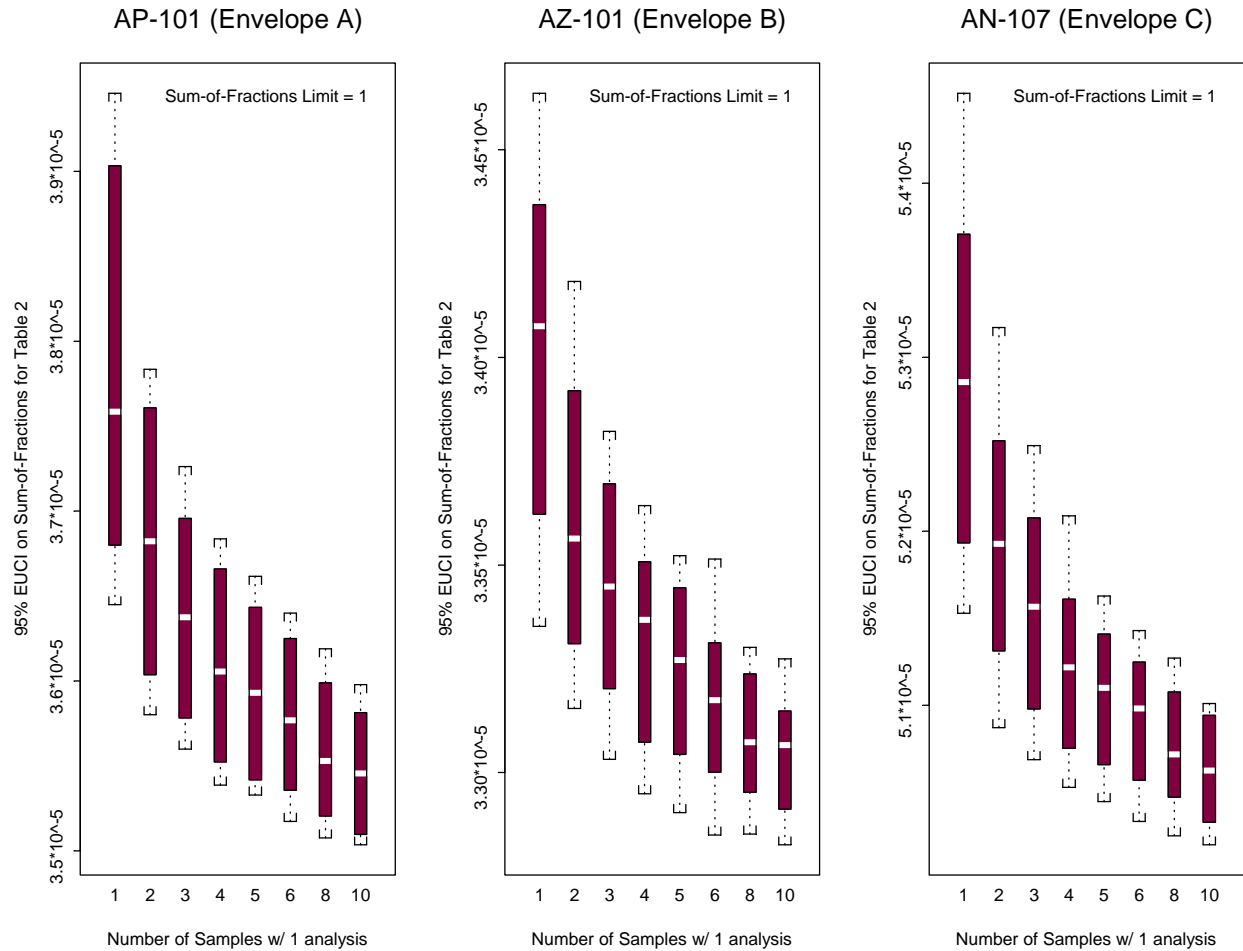 AP-101 (Envelope A)
Sum-of-Fractions Limit = 1
95% EUCI on Sum-of-Fractions for Table 2
3.9*10^-5
3.8*10^-5
3.7*10^-5
3.6*10^-5
3.5*10^-5
1 2 3 4 5 6 8 10
Number of Samples w/ 1 analysis
AZ-101 (Envelope B)
Sum-of-Fractions Limit = 1
95% EUCI on Sum-of-Fractions for Table 2
3.45*10^-5
3.40*10^-5
3.35*10^-5
3.30*10^-5
1 2 3 4 5 6 8 10
Number of Samples w/ 1 analysis
AN-107 (Envelope C)
Sum-of-Fractions Limit = 1
95% EUCI on Sum-of-Fractions for Table 2
5.4*10^-5
5.3*10^-5
5.2*10^-5
5.1*10^-5
1 2 3 4 5 6 8 10
Number of Samples w/ 1 analysis